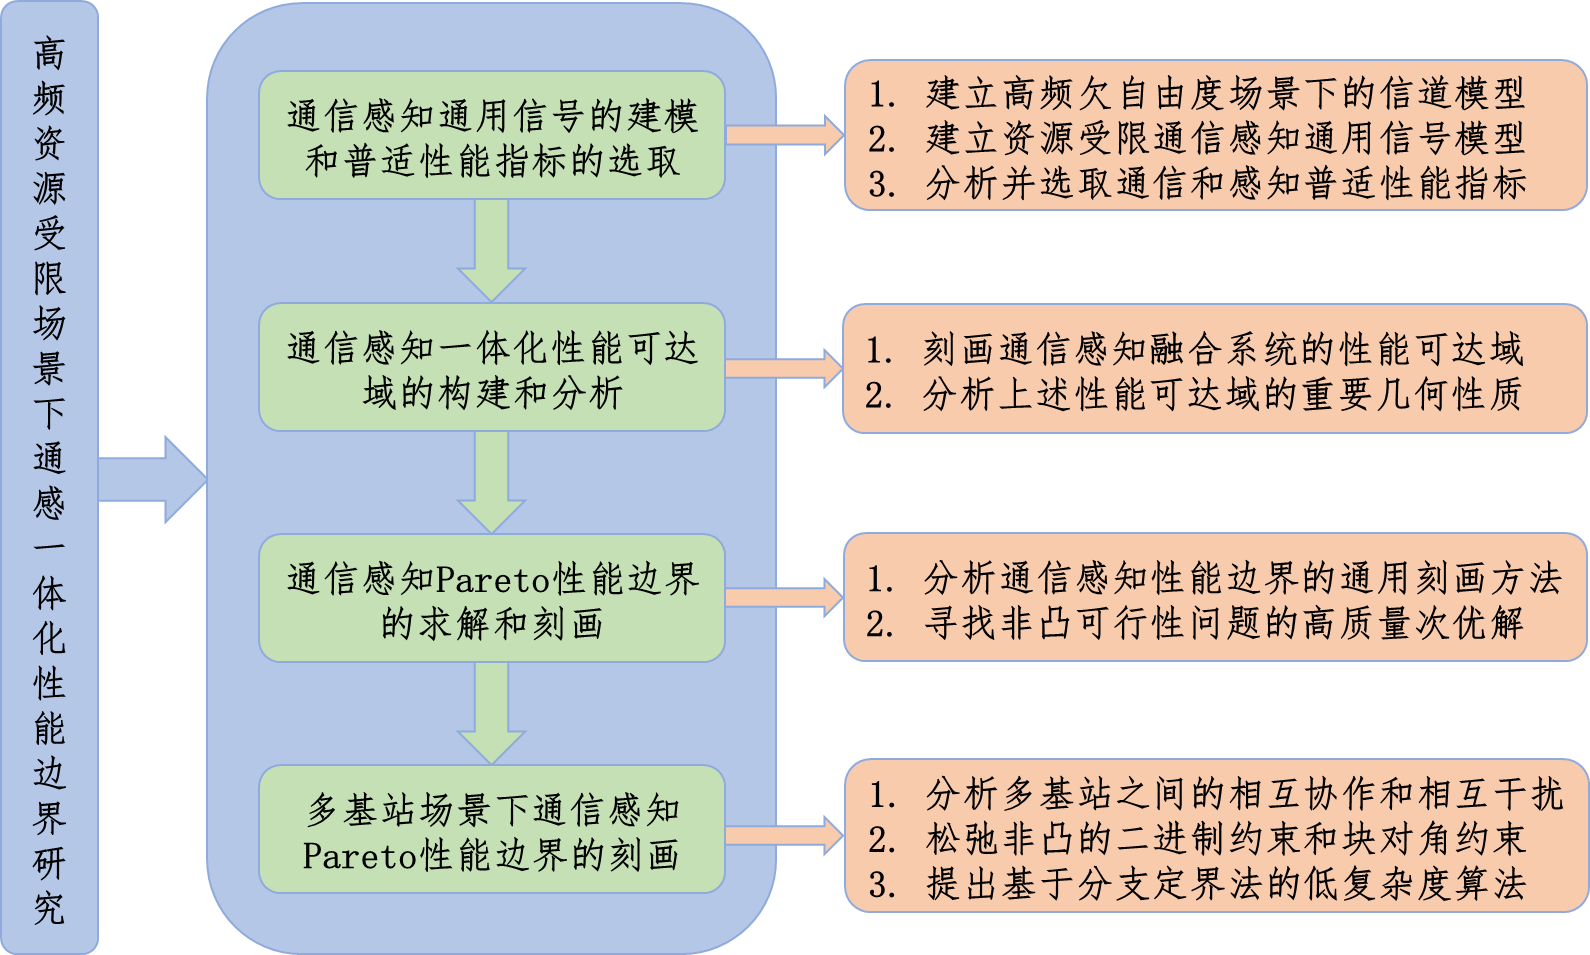 高频资源受限场景下通感一体化性能边界研究
通信感知通用信号的建模
和普适性能指标的选取
1. 建立高频欠自由度场景下的信道模型
2. 建立资源受限通信感知通用信号模型
3. 分析并选取通信和感知普适性能指标
通信感知一体化性能可达
域的构建和分析
1. 刻画通信感知融合系统的性能可达域
2. 分析上述性能可达域的重要几何性质
通信感知Pareto性能边界
的求解和刻画
1. 分析通信感知性能边界的通用刻画方法
2. 寻找非凸可行性问题的高质量次优解
多基站场景下通信感知
Pareto性能边界的刻画
1. 分析多基站之间的相互协作和相互干扰
2. 松弛非凸的二进制约束和块对角约束
3. 提出基于分支定界法的低复杂度算法